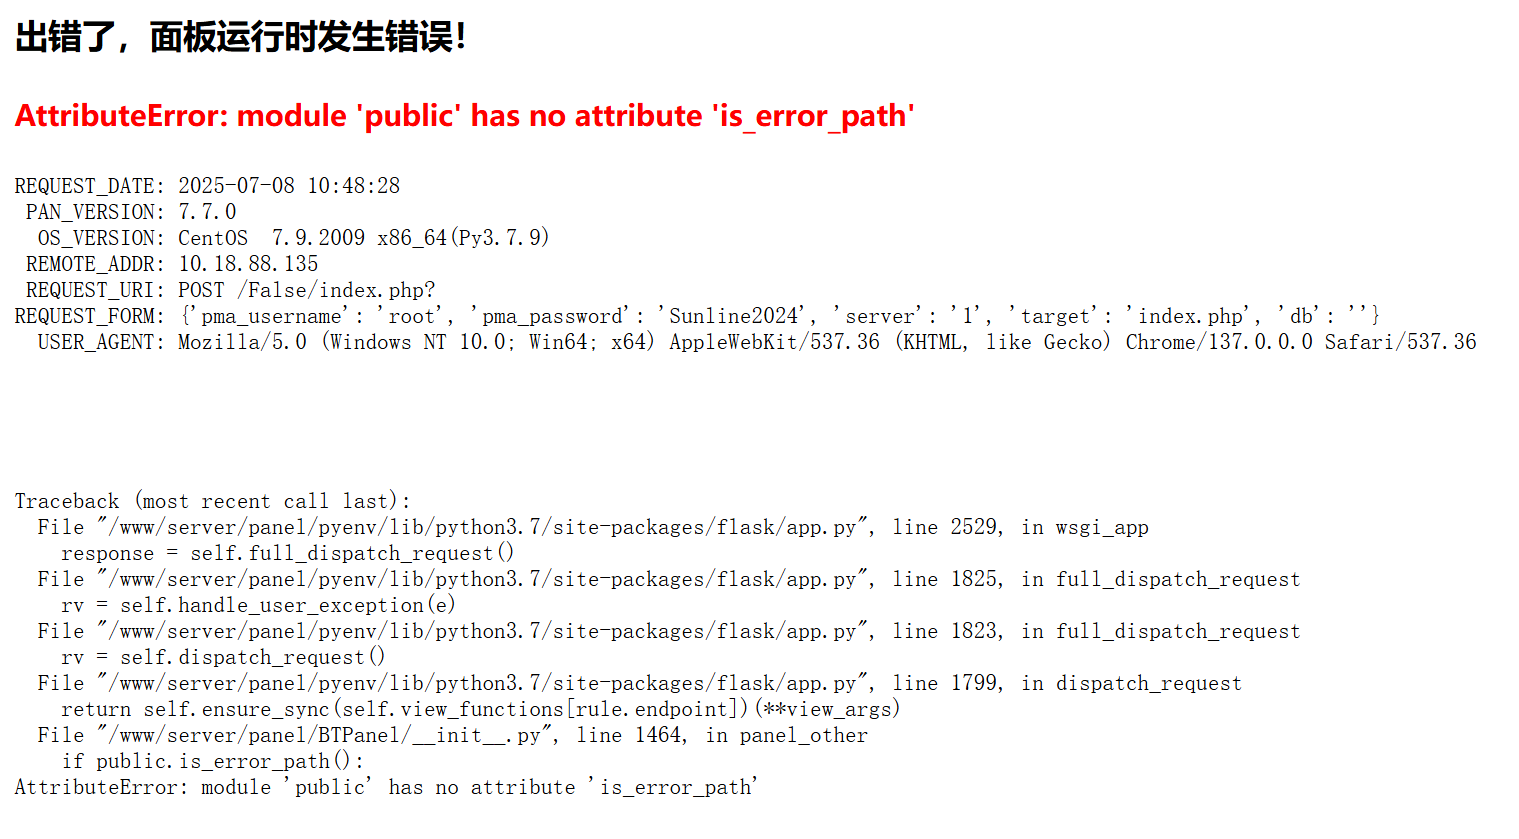 出错了，面板运行时发生错误！
AttributeError: module 'public' has no attribute 'is_error_path'
REQUEST_DATE: 2025-07-08 10:48:28
PAN_VERSION: 7.7.0
OS_VERSION: CentOS  7.9.2009 x86_64(Py3.7.9)
REMOTE_ADDR: 10.18.88.135
REQUEST_URI: POST /False/index.php?
REQUEST_FORM: {'pma_username': 'root', 'pma_password': 'Sunline2024', 'server': '1', 'target': 'index.php', 'db': ''}
USER_AGENT: Mozilla/5.0 (Windows NT 10.0; Win64; x64) AppleWebKit/537.36 (KHTML, like Gecko) Chrome/137.0.0.0 Safari/537.36
Traceback (most recent call last):
  File "/www/server/panel/pyenv/lib/python3.7/site-packages/flask/app.py", line 2529, in wsgi_app
    response = self.full_dispatch_request()
  File "/www/server/panel/pyenv/lib/python3.7/site-packages/flask/app.py", line 1825, in full_dispatch_request
    rv = self.handle_user_exception(e)
  File "/www/server/panel/pyenv/lib/python3.7/site-packages/flask/app.py", line 1823, in full_dispatch_request
    rv = self.dispatch_request()
  File "/www/server/panel/pyenv/lib/python3.7/site-packages/flask/app.py", line 1799, in dispatch_request
    return self.ensure_sync(self.view_functions[rule.endpoint])(**view_args)
  File "/www/server/panel/BTPanel/__init__.py", line 1464, in panel_other
    if public.is_error_path():
AttributeError: module 'public' has no attribute 'is_error_path'